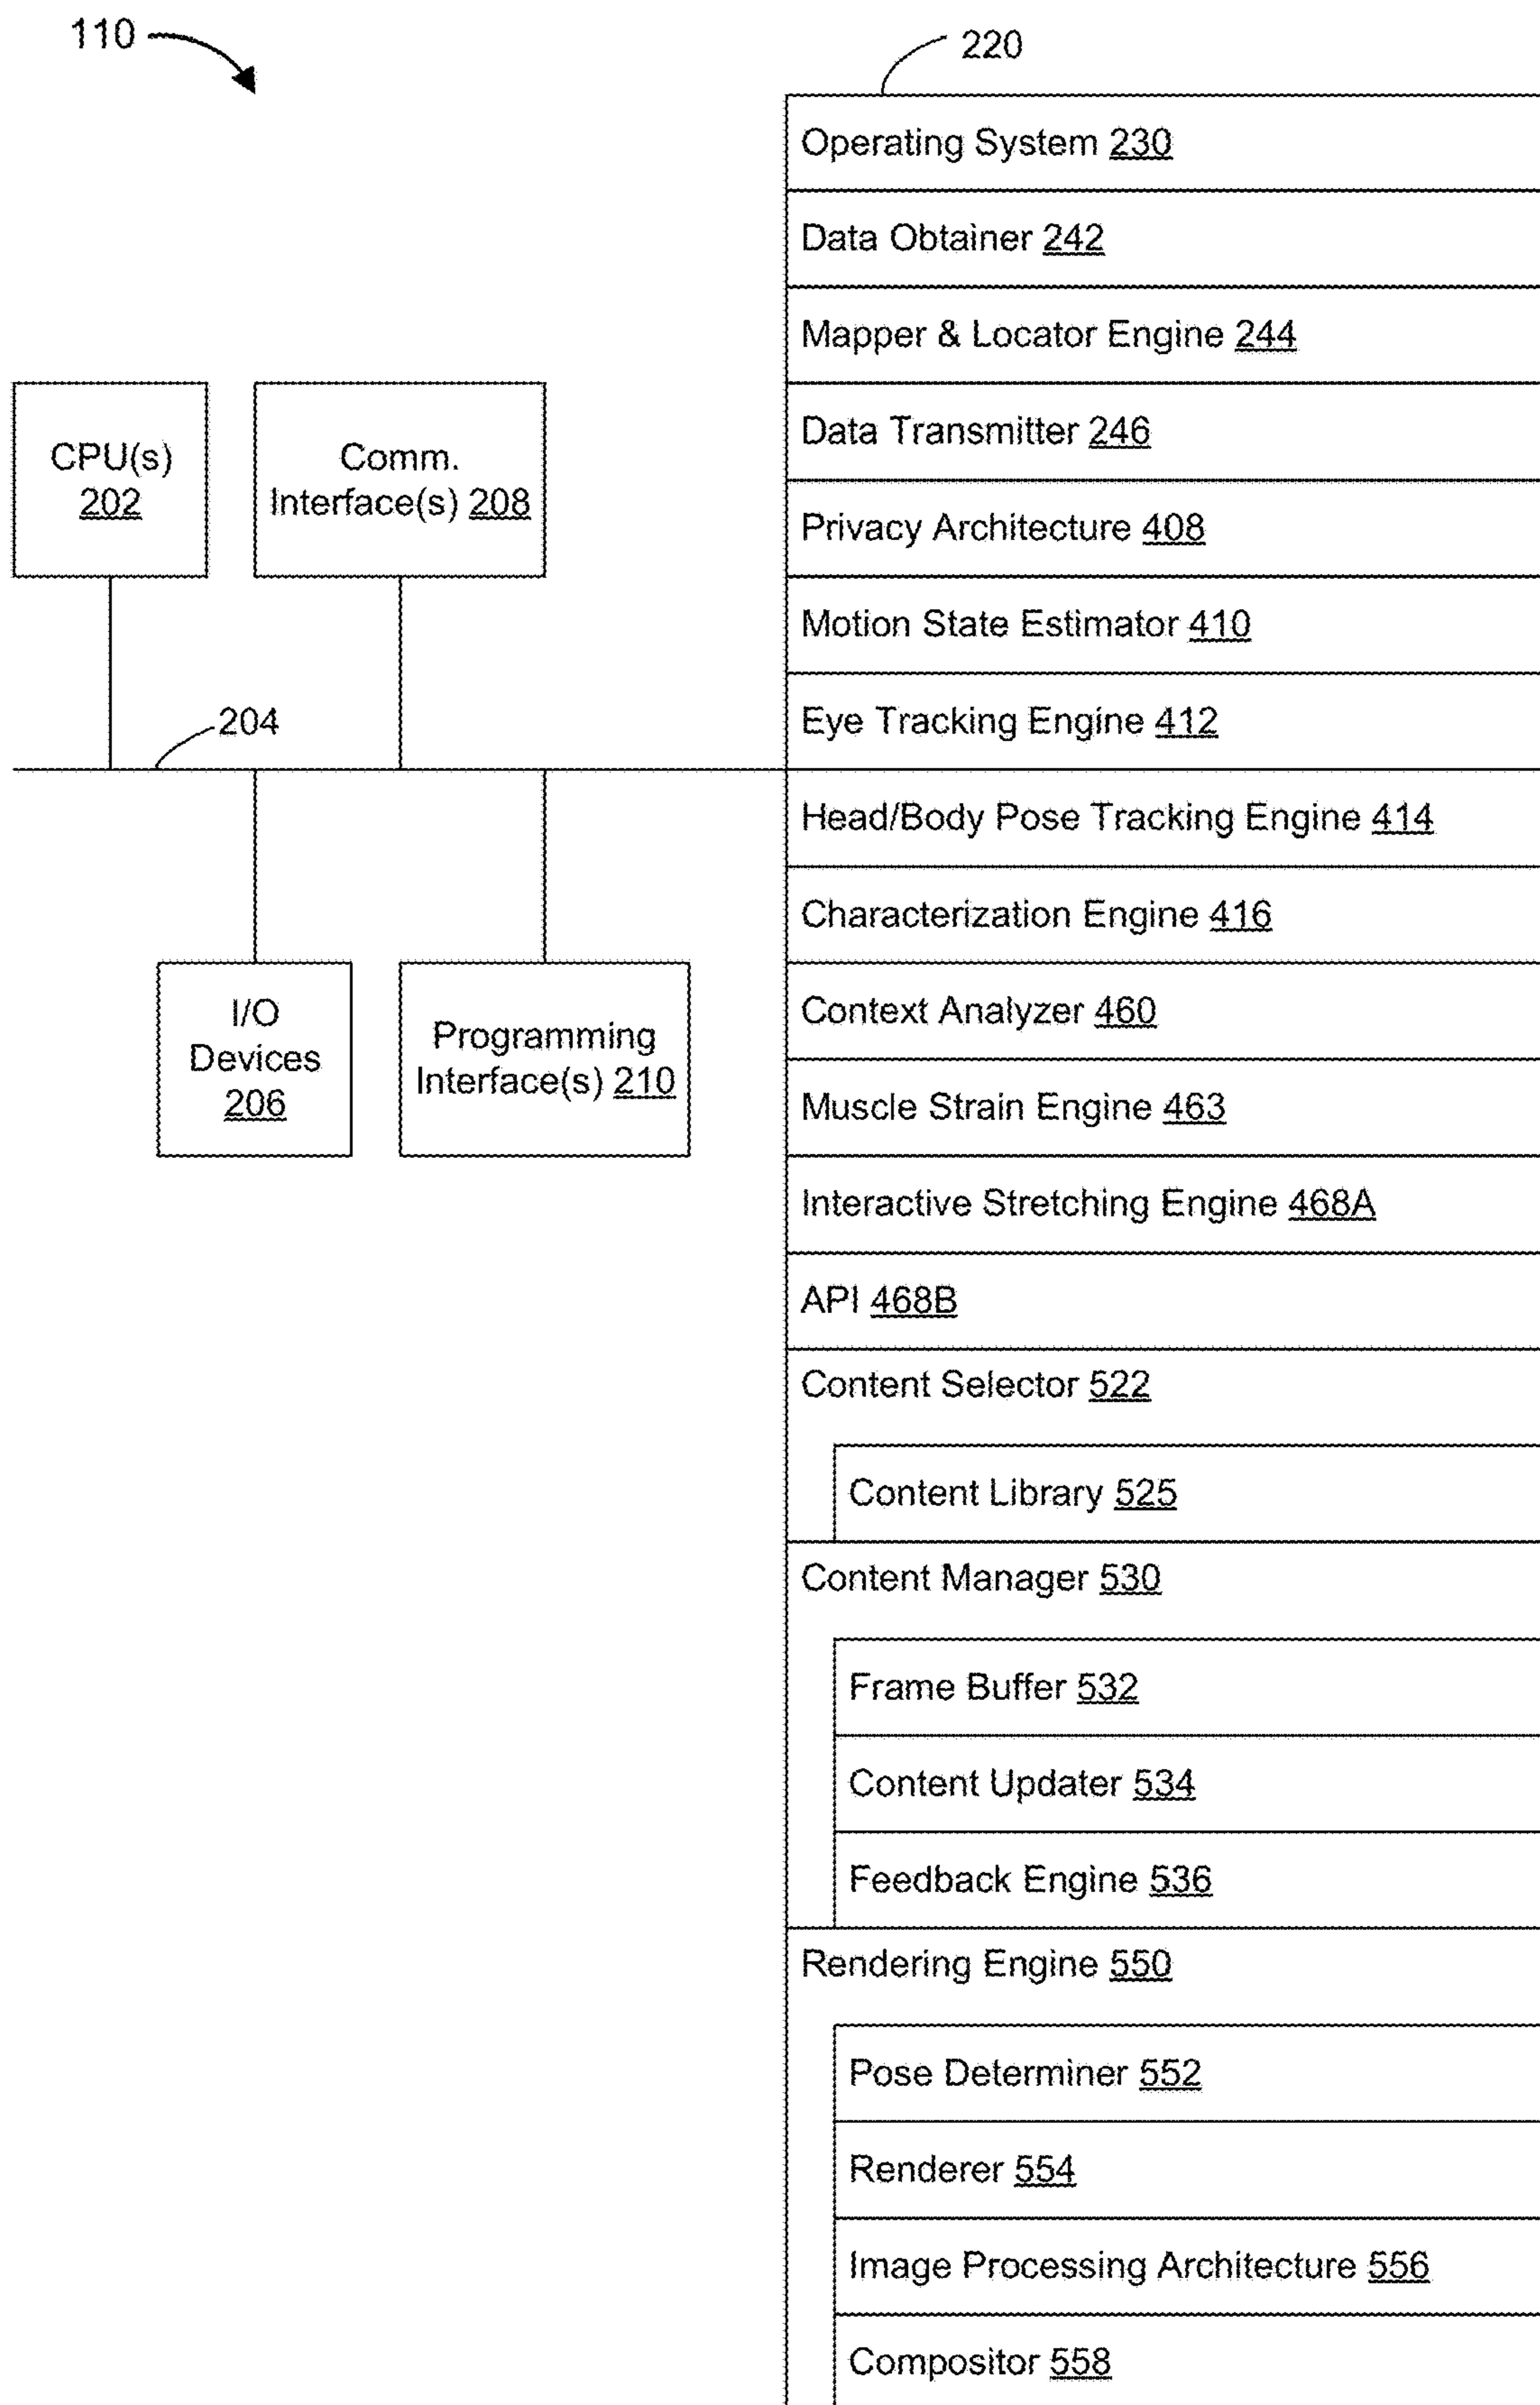 110
220
Operating System 230
Data Obtainer 242
Mapper & Locator Engine 244
Data Transmitter 246
Privacy Architecture 408
Motion State Estimator 410
Eye Tracking Engine 412
CPU(s)
202
Comm.
Interface(s) 208
204
I/O
Devices
206
Programming
Interface(s) 210
Head/Body Pose Tracking Engine 414
Characterization Engine 416
Context Analyzer 460
Muscle Strain Engine 463
Interactive Stretching Engine 468A
API 468B
Content Selector 522
Content Library 525
Content Manager 530
Frame Buffer 532
Content Updater 534
Feedback Engine 536
Rendering Engine 550
Pose Determiner 552
Renderer 554
Image Processing Architecture 556
Compositor 558